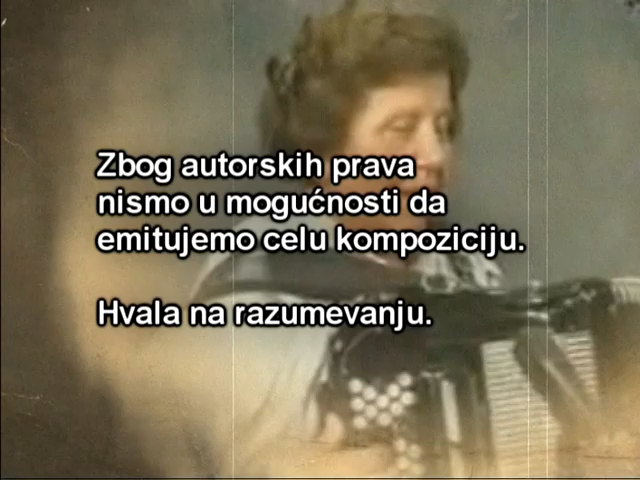 Zbog autorskih prava
nismo u mogućnosti da
emitujemo celu kompoziciju.
Hvala na razumevanju.